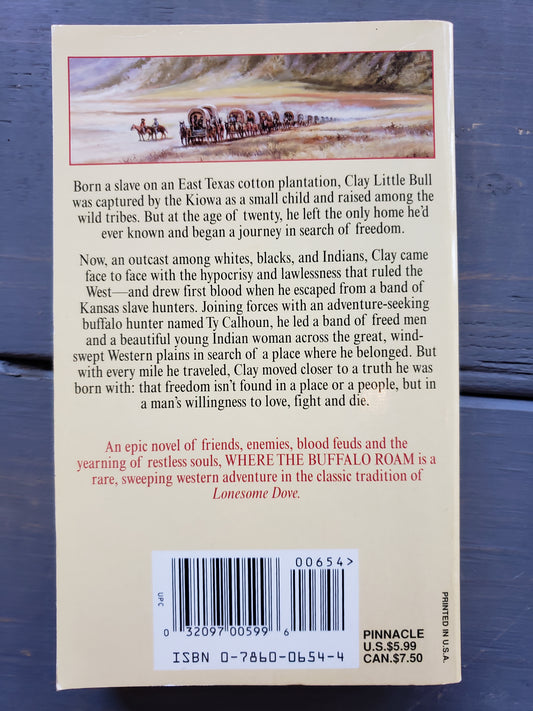 Born a slave on an East Texas cotton plantation, Clay Little Bull
was captured by the Kiowa as a small child and raised among the
wild tribes. But at the age of twenty, he left the only home he'd
ever known and began a journey in search of freedom.
Now, an outcast among whites, blacks, and Indians, Clay came
face to face with the hypocrisy and lawlessness that ruled the
West—and drew first blood when he escaped from a band of
Kansas slave hunters. Joining forces with an adventure-seeking
buffalo hunter named Ty Calhoun, he led a band of freed men
and a beautiful young Indian woman across the great, wind-
swept Western plains in search of a place where he belonged. But
with every mile he traveled, Clay moved closer to a truth he was
born with: that freedom isn't found in a place or a people, but in
a man's willingness to love, fight and die.
An epic novel of friends, enemies, blood feuds and the
yearning of restless souls, WHERE THE BUFFALO ROAM is a
rare, sweeping western adventure in the classic tradition of
Lonesome Dove.
00654>
UPC
0 32097 00599 6
ISBN 0-7860-0654-4
PINNACLE
U.S.$5.99
CAN.$7.50
PRINTED IN U.S.A.